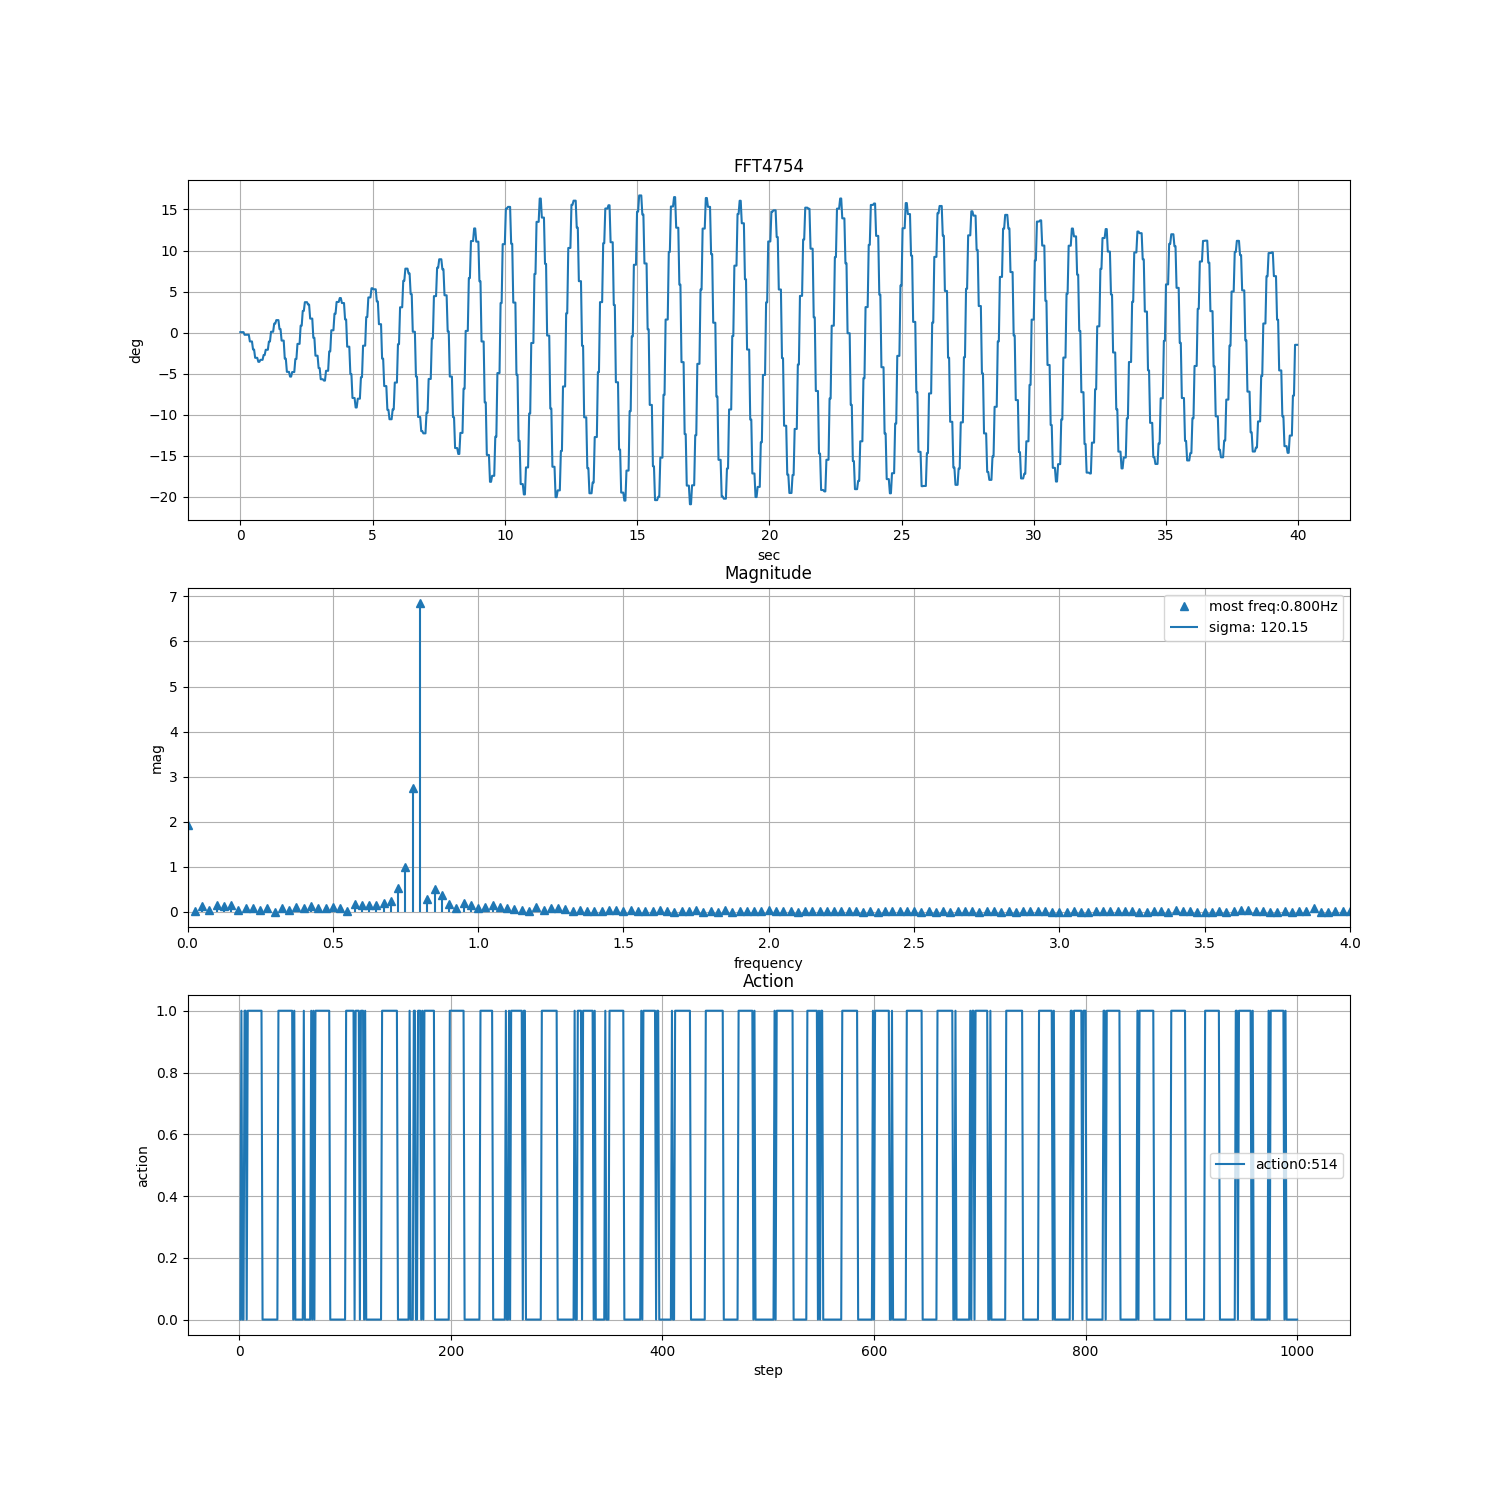 FFT4754
15
10
5
0
−5
−10
−15
−20
deg
0 5 10 15 20 25 30 35 40
sec
Magnitude
7
6
5
4
3
2
1
0
mag
most freq:0.800Hz
sigma: 120.15
0.0 0.5 1.0 1.5 2.0 2.5 3.0 3.5 4.0
frequency
Action
1.0
0.8
0.6
0.4
0.2
0.0
action
action0:514
0 200 400 600 800 1000
step